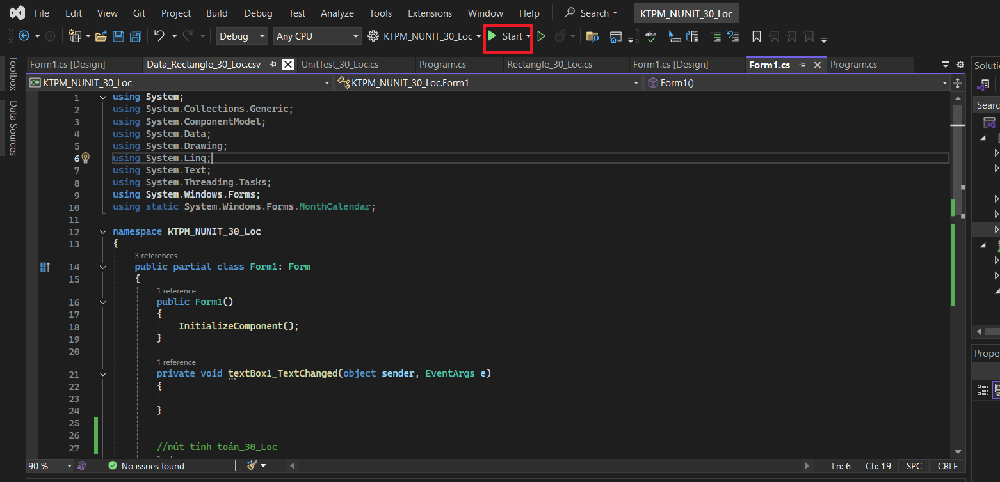 File Edit View Git Project Build Debug Test Analyze Tools Extensions Window Help Search KTPM_NUNIT_30_Loc
Debug Any CPU KTPM_NUNIT_30_Loc Start
Toolbox
Data Sources
Form1.cs [Design] Data_Rectangle_30_Loc.csv UnitTest_30_Loc.cs Program.cs Rectangle_30_Loc.cs Form1.cs [Design] Form1.cs Program.cs
KTPM_NUNIT_30_Loc KTPM_NUNIT_30_Loc.Form1 Form1()
1 using System;
2 using System.Collections.Generic;
3 using System.ComponentModel;
4 using System.Data;
5 using System.Drawing;
6 using System.Linq;
7 using System.Text;
8 using System.Threading.Tasks;
9 using System.Windows.Forms;
10 using static System.Windows.Forms.MonthCalendar;
11
12 namespace KTPM_NUNIT_30_Loc
13 {
3 references
14 public partial class Form1: Form
15 {
1 reference
16 public Form1()
17 {
18 InitializeComponent();
19 }
20
1 reference
21 private void textBox1_TextChanged(object sender, EventArgs e)
22 {
23
24 }
25
26
27 //nút tính toán_30_Loc
1 reference
90 % No issues found Ln: 6 Ch: 19 SPC CRLF
Soluti
Searc
Prope